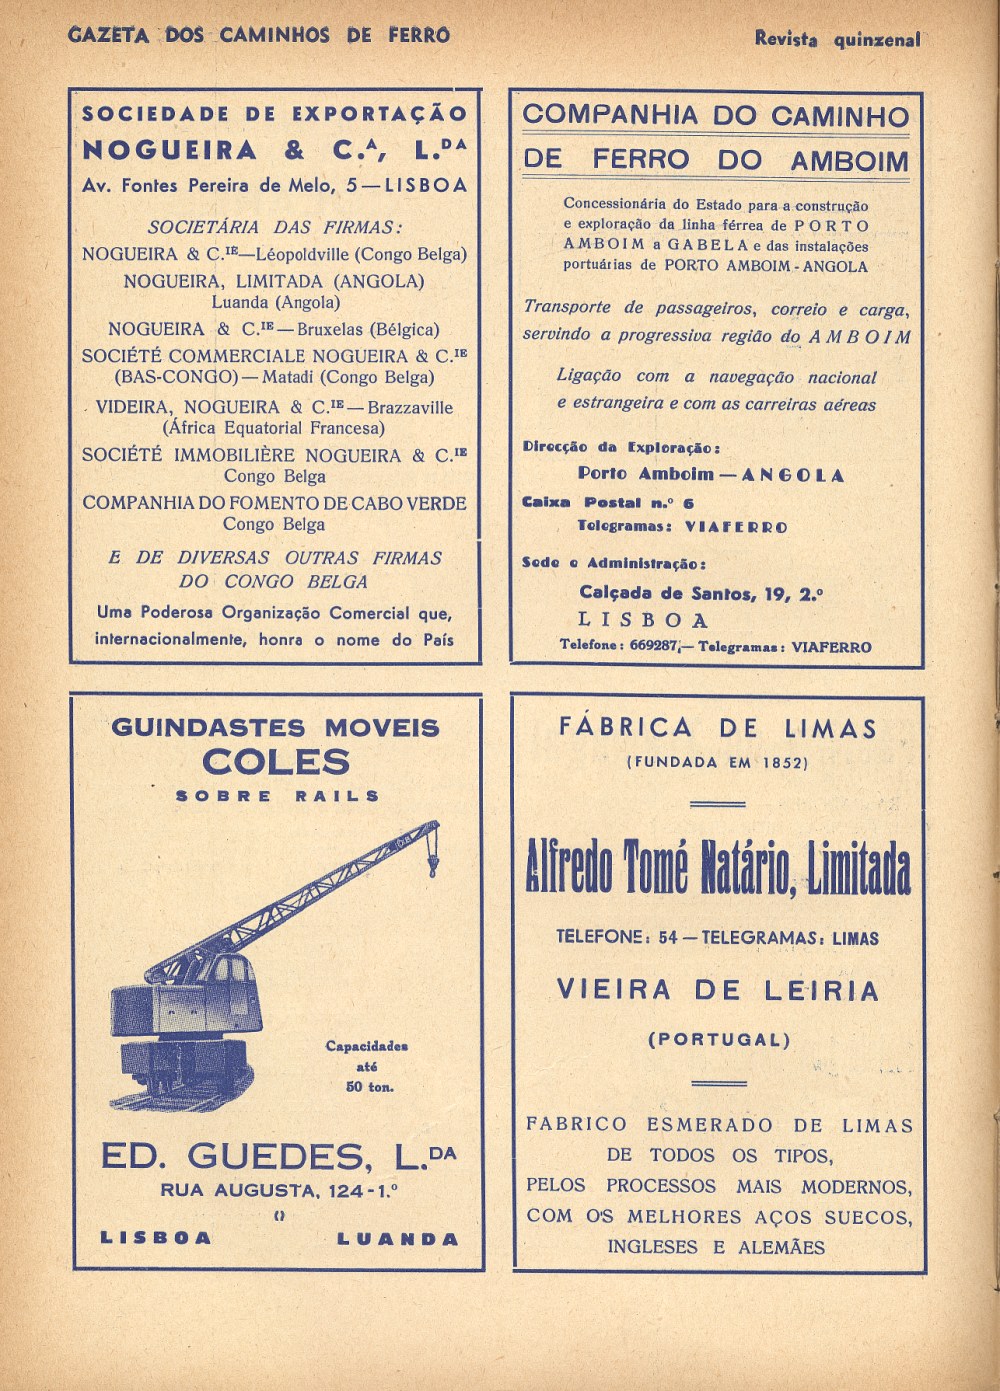 GAZETA DOS CAMINHOS DE FERRO
Revista quinzenal
SOCIEDADE DE EXPORTAÇÃO
NOGUEIRA & C.ᴬ, L.ᴰᴬ
Av. Fontes Pereira de Melo, 5—LISBOA
SOCIETÁRIA DAS FIRMAS:
NOGUEIRA & C.ᴵᴱ—Léopoldville (Congo Belga)
NOGUEIRA, LIMITADA (ANGOLA)
Luanda (Angola)
NOGUEIRA & C.ᴵᴱ—Bruxelas (Bélgica)
SOCIÉTÉ COMMERCIALE NOGUEIRA & C.ᴵᴱ
(BAS-CONGO)—Matadi (Congo Belga)
VIDEIRA, NOGUEIRA & C.ᴵᴱ—Brazzaville
(África Equatorial Francesa)
SOCIÉTÉ IMMOBILIÈRE NOGUEIRA & C.ᴵᴱ
Congo Belga
COMPANHIA DO FOMENTO DE CABO VERDE
Congo Belga
E DE DIVERSAS OUTRAS FIRMAS
DO CONGO BELGA
Uma Poderosa Organização Comercial que,
internacionalmente, honra o nome do País
COMPANHIA DO CAMINHO
DE FERRO DO AMBOIM
Concessionária do Estado para a construção
e exploração da linha férrea de PORTO
AMBOIM a GABELA e das instalações
portuárias de PORTO AMBOIM-ANGOLA
Transporte de passageiros, correio e carga,
servindo a progressiva região do AMBOIM
Ligação com a navegação nacional
e estrangeira e com as carreiras aéreas
Direcção da Exploração:
Porto Amboim—ANGOLA
Caixa Postal n.º 6
Telegramas: VIAFERRO
Sede e Administração:
Calçada de Santos, 19, 2.º
LISBOA
Telefone: 669287,—Telegramas: VIAFERRO
GUINDASTES MOVEIS
COLES
SOBRE RAILS
Capacidades
até
50 ton.
ED. GUEDES, L.ᴰᴬ
RUA AUGUSTA, 124-1.º
LISBOA LUANDA
FÁBRICA DE LIMAS
(FUNDADA EM 1852)
Alfredo Tomé Natário, Limitada
TELEFONE: 54—TELEGRAMAS: LIMAS
VIEIRA DE LEIRIA
(PORTUGAL)
FABRICO ESMERADO DE LIMAS
DE TODOS OS TIPOS,
PELOS PROCESSOS MAIS MODERNOS,
COM OS MELHORES AÇOS SUECOS,
INGLESES E ALEMÃES